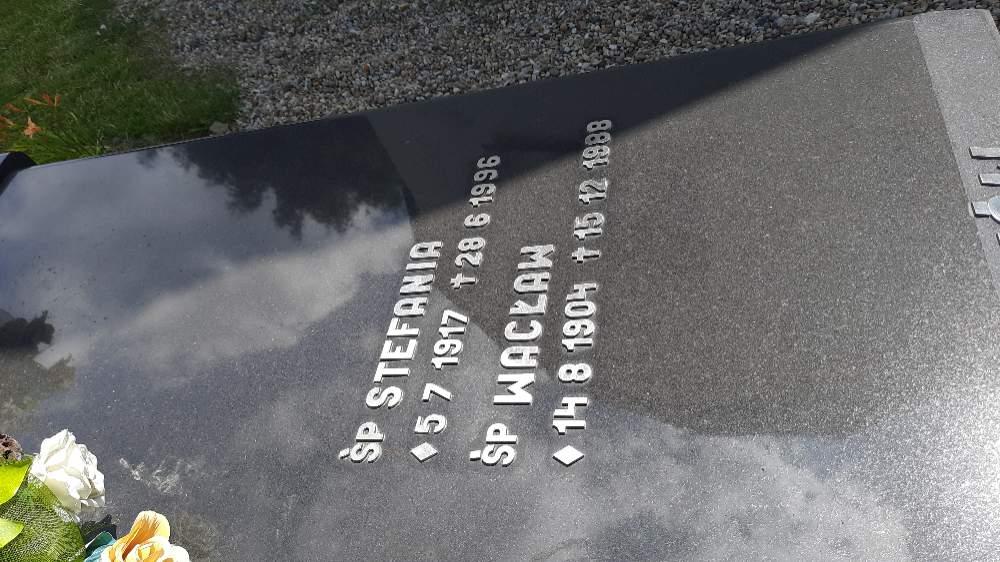 ŚP STEFANIA
♦ 5 7 1917 † 28 6 1996
ŚP WACŁAW
♦ 14 8 1904 † 15 12 1988